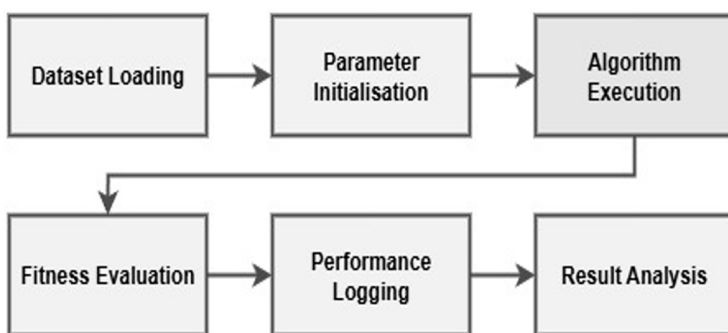 Dataset Loading
Parameter
Initialisation
Algorithm
Execution
Fitness Evaluation
Performance
Logging
Result Analysis